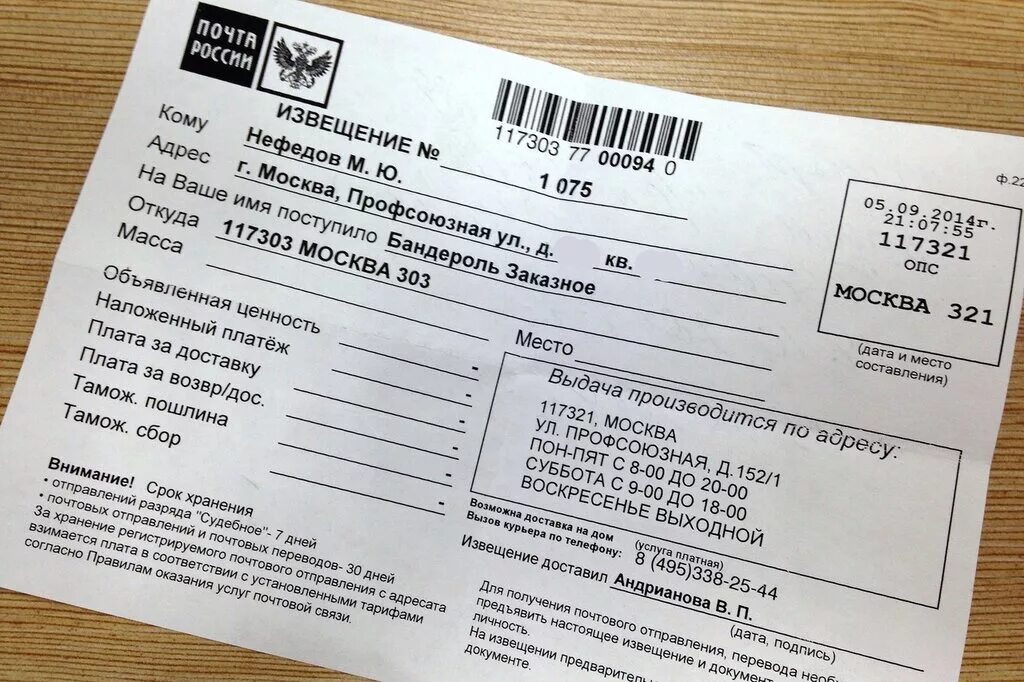 ПОЧТА
РОССИИ
ИЗВЕЩЕНИЕ № 1 075
117303 77 00094 0
ф.22
Кому Нефедов М. Ю.
Адрес г. Москва, Профсоюзная ул., д. кв.
На Ваше имя поступило Бандероль Заказное
Откуда 117303 МОСКВА 303
Масса
05.09.2014г.
21:07:55
117321
ОПС
МОСКВА 321
(дата и место
составления)
Объявленная ценность -
Наложенный платёж -
Плата за доставку -
Плата за возвр/дос. -
Тамож. пошлина -
Тамож. сбор -
Место
Выдача производится по адресу:
117321, МОСКВА
УЛ. ПРОФСОЮЗНАЯ, Д.152/1
ПОН-ПЯТ С 8-00 ДО 20-00
СУББОТА С 9-00 ДО 18-00
ВОСКРЕСЕНЬЕ ВЫХОДНОЙ
Внимание! Срок хранения
• отправлений разряда "Судебное"- 7 дней
• почтовых отправлений и почтовых переводов- 30 дней
За хранение регистрируемого почтового отправления с адресата
взимается плата в соответствии с установленными тарифами
согласно Правилам оказания услуг почтовой связи.
Возможна доставка на дом (услуга платная)
Вызов курьера по телефону: 8 (495)338-25-44
Извещение доставил Андрианова В. П.
(дата, подпись)
Для получения почтового отправления, перевода
предъявить настоящее извещение и документ
личность.
На извещении
документе.